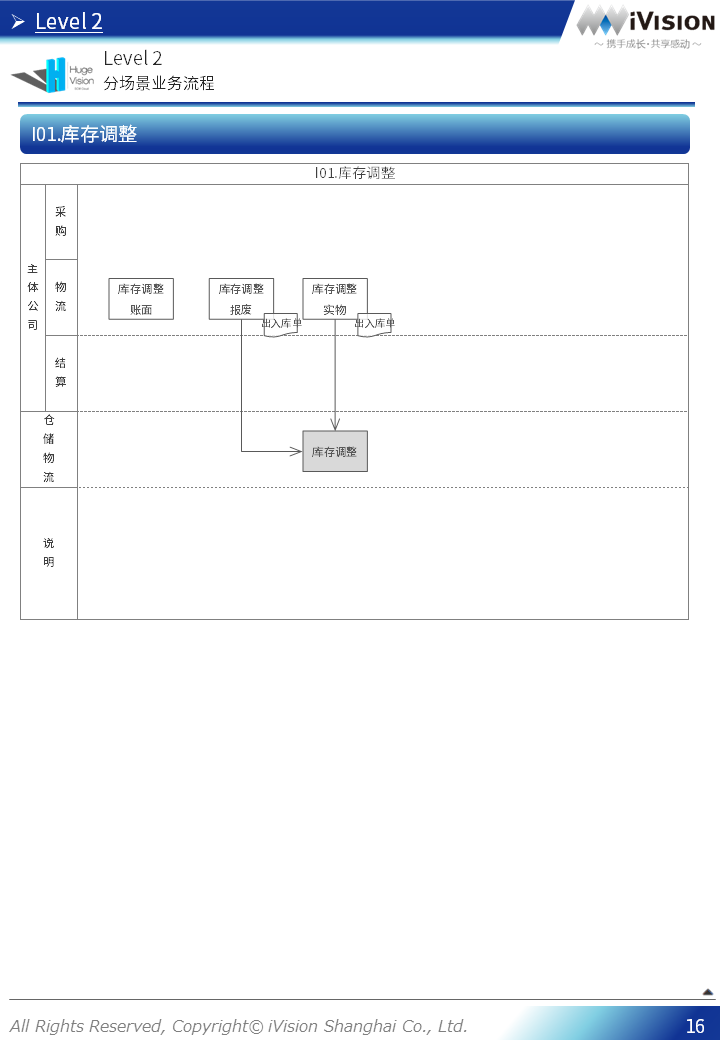 Level 2
iVISION
～ 携手成长·共享感动 ～
Huge
Vision
Level 2
分场景业务流程
I01.库存调整
I01.库存调整
主体公司
采购
物流
结算
库存调整
账面
库存调整
报废
出入库单
库存调整
实物
出入库单
仓储物流
库存调整
说明
All Rights Reserved, Copyright© iVision Shanghai Co., Ltd.
16